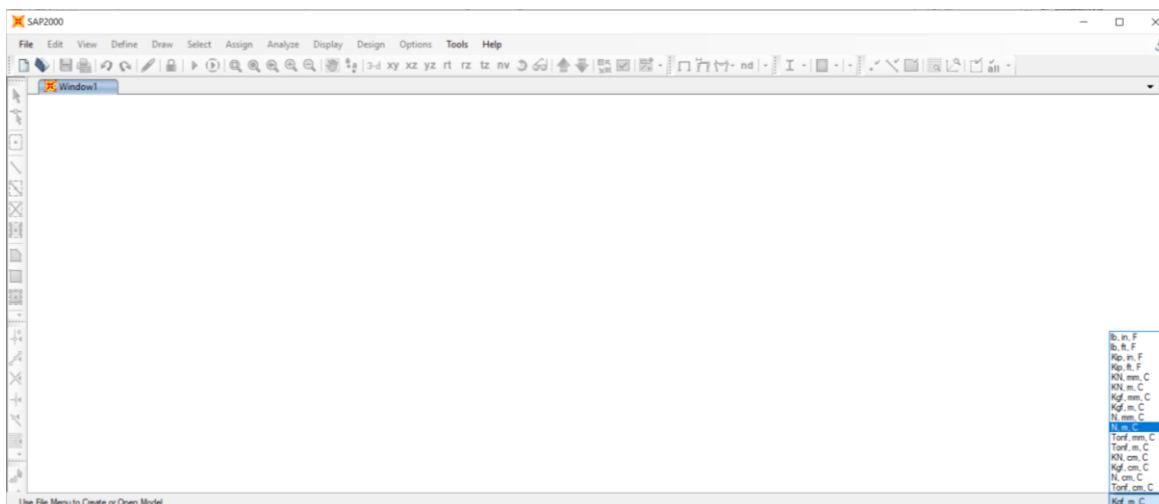 SAP2000
File Edit View Define Draw Select Assign Analyze Display Design Options Tools Help
3-d xy xz yz rt rz tz nv nd all
Window1
lb, in, F
lb, ft, F
Kip, in, F
Kip, ft, F
KN, mm, C
KN, m, C
Kgf, mm, C
Kgf, m, C
N, mm, C
N, m, C
Tonf, mm, C
Tonf, m, C
KN, cm, C
Kgf, cm, C
N, cm, C
Tonf, cm, C
Use File Menu to Create or Open Model
Kgf, m, C